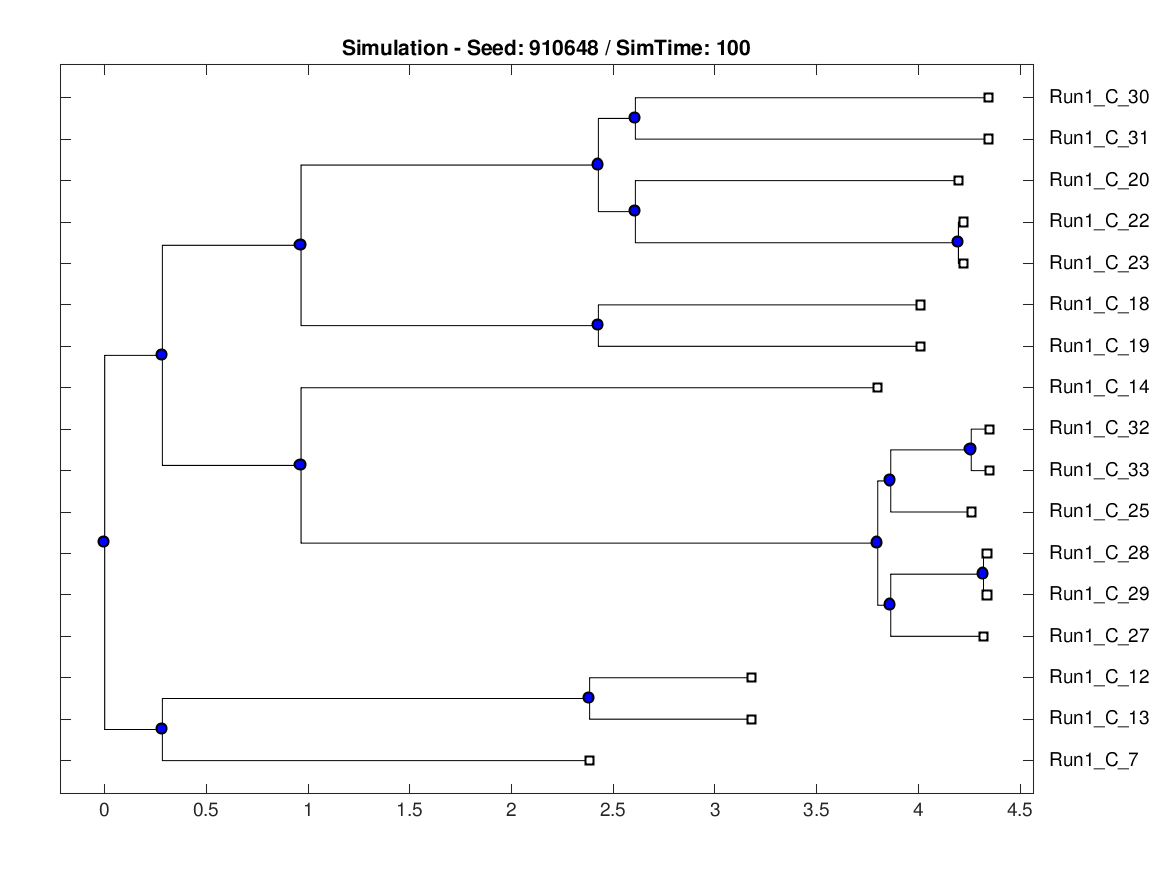 Simulation - Seed: 910648 / SimTime: 100
Run1_C_30
Run1_C_31
Run1_C_20
Run1_C_22
Run1_C_23
Run1_C_18
Run1_C_19
Run1_C_14
Run1_C_32
Run1_C_33
Run1_C_25
Run1_C_28
Run1_C_29
Run1_C_27
Run1_C_12
Run1_C_13
Run1_C_7
0 0.5 1 1.5 2 2.5 3 3.5 4 4.5